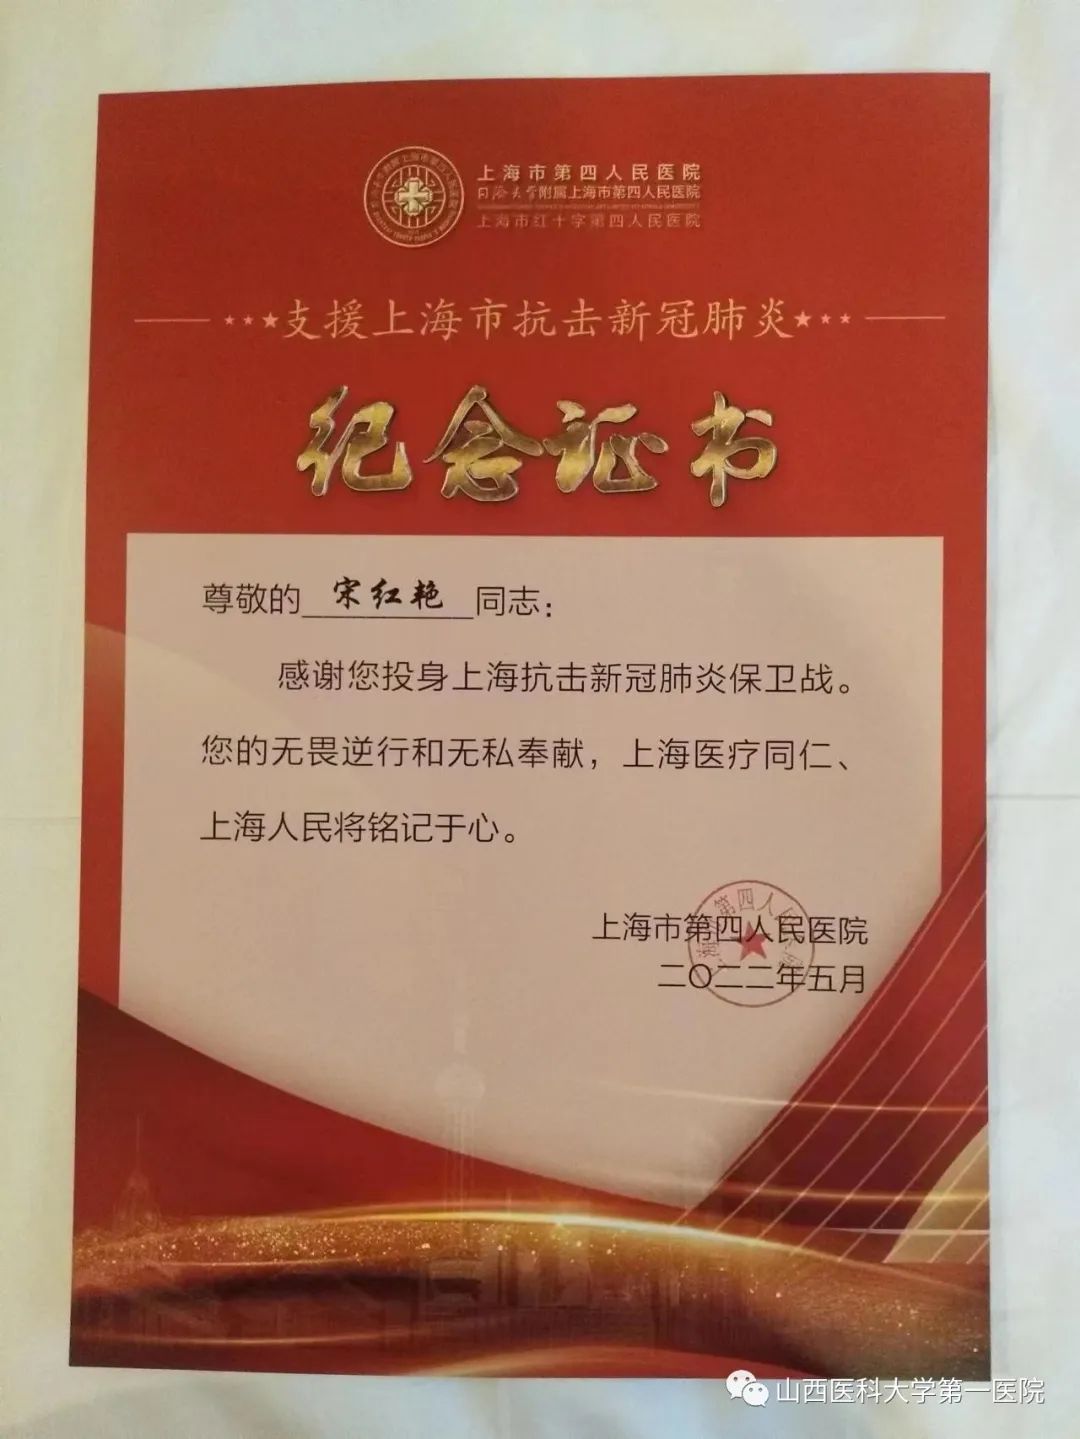 上海市第四人民医院
同济大学附属上海市第四人民医院
上海市红十字第四人民医院
支援上海市抗击新冠肺炎
纪念证书
尊敬的宋红艳同志：
感谢您投身上海抗击新冠肺炎保卫战。
您的无畏逆行和无私奉献，上海医疗同仁、
上海人民将铭记于心。
上海市第四人民医院
二〇二二年五月
山西医科大学第一医院